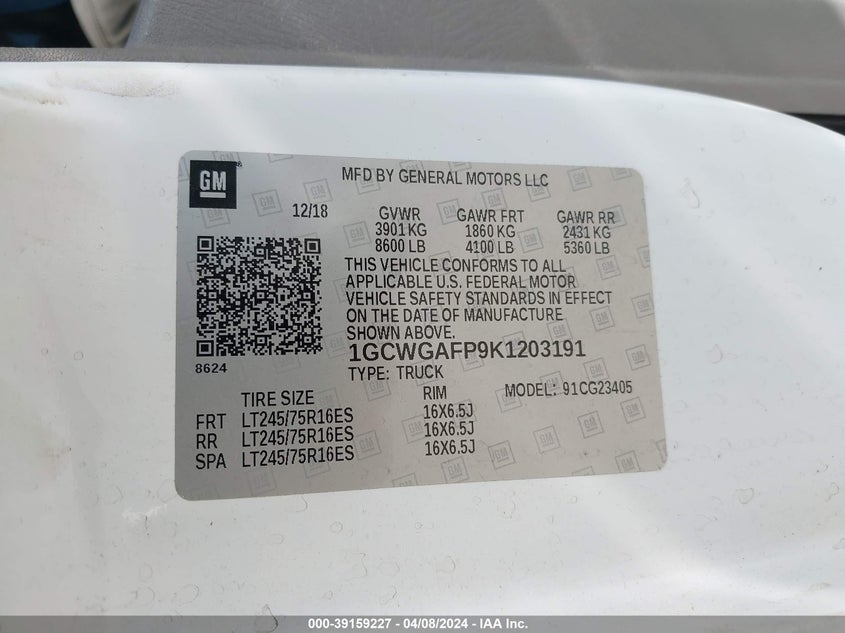 GM
MFD BY GENERAL MOTORS LLC
12/18
GVWR GAWR FRT GAWR RR
3901 KG 1860 KG 2431 KG
8600 LB 4100 LB 5360 LB
THIS VEHICLE CONFORMS TO ALL
APPLICABLE U.S. FEDERAL MOTOR
VEHICLE SAFETY STANDARDS IN EFFECT
ON THE DATE OF MANUFACTURE
SHOWN ABOVE.
1GCWGAFP9K1203191
8624
TYPE: TRUCK
MODEL: 91CG23405
TIRE SIZE RIM
FRT LT245/75R16ES 16X6.5J
RR LT245/75R16ES 16X6.5J
SPA LT245/75R16ES 16X6.5J
000-39159227 - 04/08/2024 - IAA Inc.